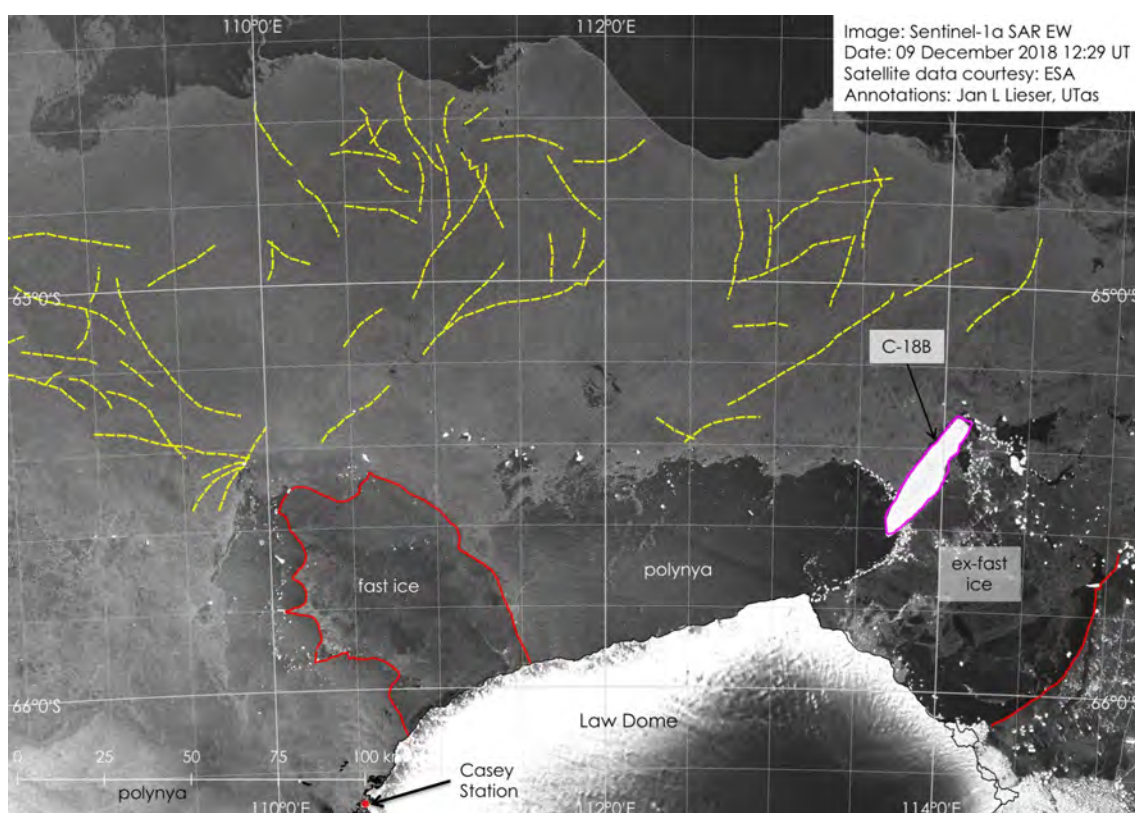 110°0'E
112°0'E
Image: Sentinel-1a SAR EW
Date: 09 December 2018 12:29 UT
Satellite data courtesy: ESA
Annotations: Jan L Lieser, UTas
65°0'S
65°0'S
C-18B
fast ice
polynya
ex-fast
ice
66°0'S
66°0'S
Law Dome
0
25
50
75
100 km
polynya
Casey
Station
110°0'E
112°0'E
114°0'E